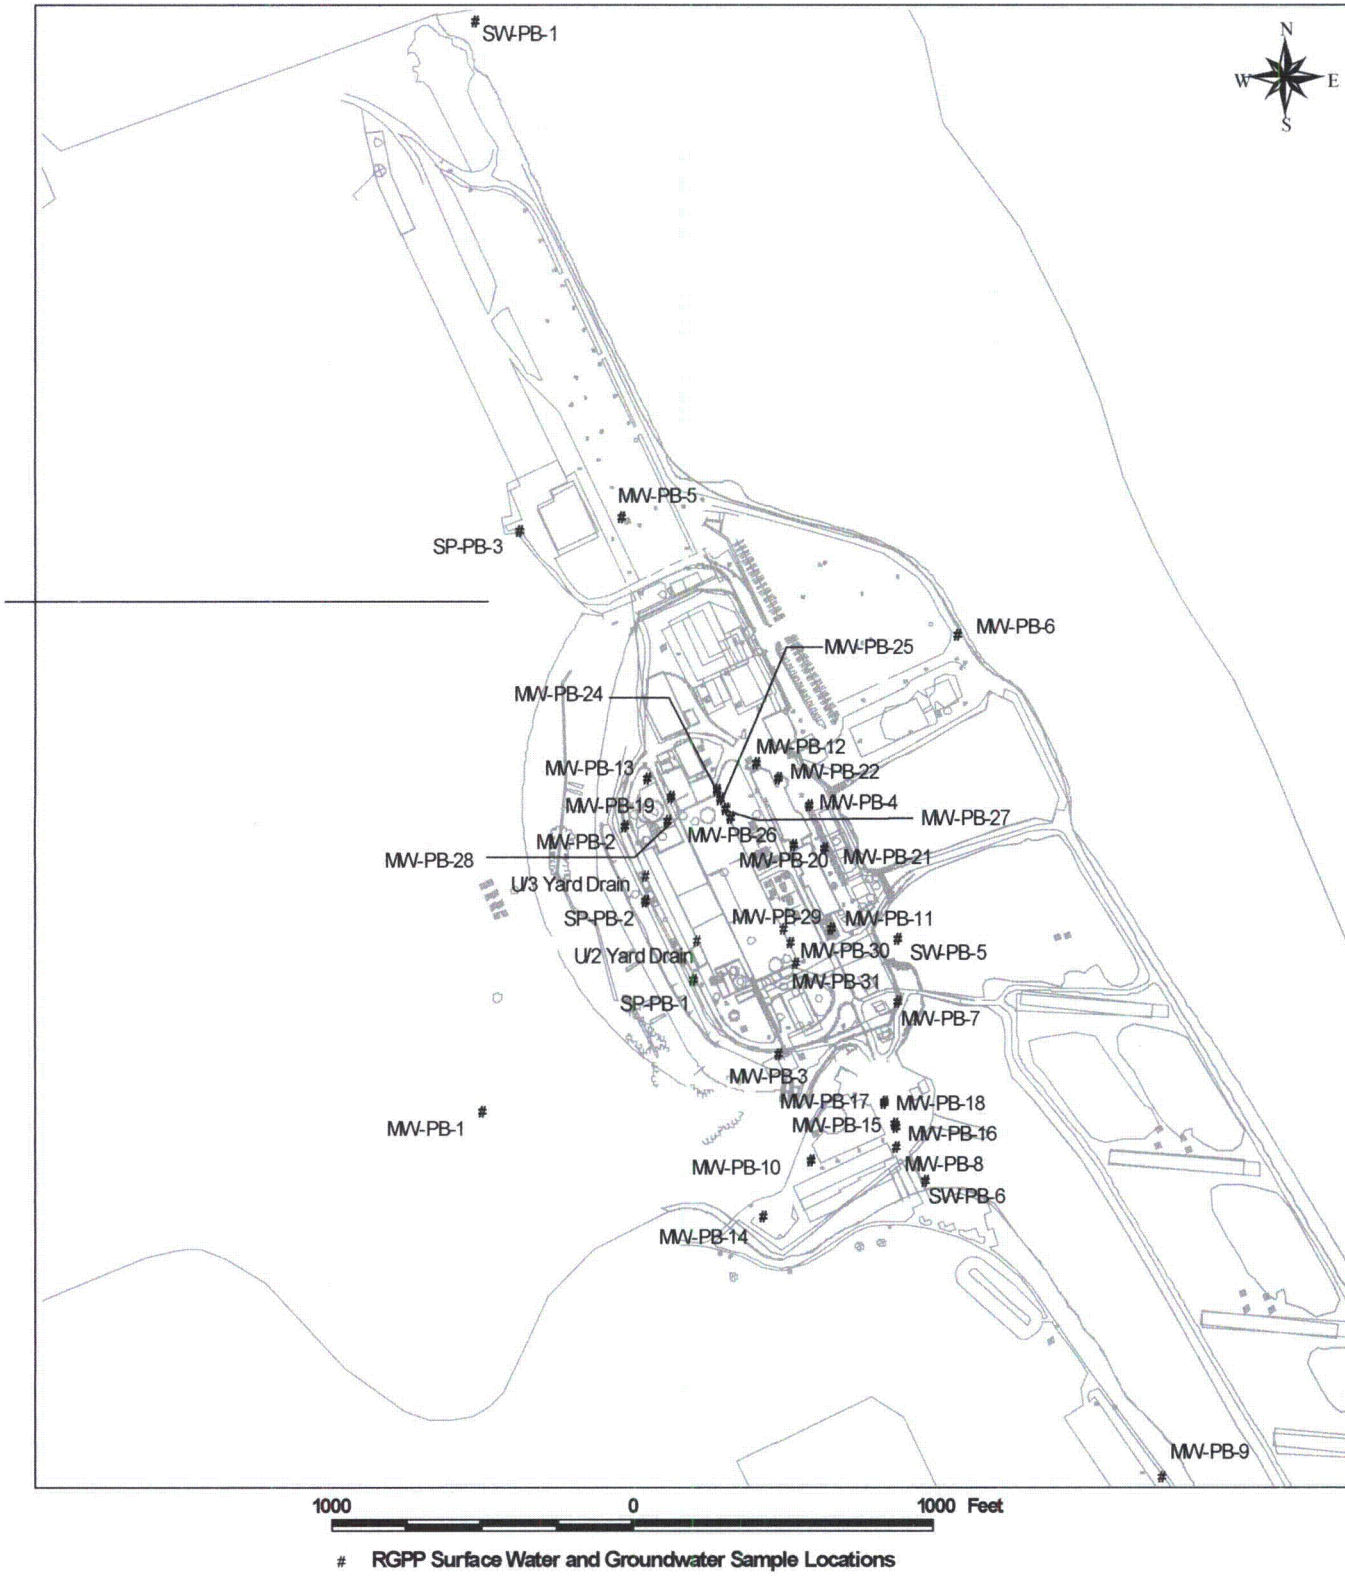 SW-PB-1
N
W
E
S
MW-PB-5
SP-PB-3
MW-PB-6
MW-PB-25
MW-PB-24
MW-PB-12
MW-PB-13
MW-PB-22
MW-PB-19
MW-PB-4
MW-PB-27
MW-PB-26
MW-PB-2
MW-PB-28
MW-PB-20
MW-PB-21
U/3 Yard Drain
SP-PB-2
MW-PB-29
MW-PB-11
MW-PB-30
SW-PB-5
U/2 Yard Drain
MW-PB-31
SP-PB-1
MW-PB-7
MW-PB-3
MW-PB-17
MW-PB-18
MW-PB-15
MW-PB-1
MW-PB-16
MW-PB-10
MW-PB-8
SW-PB-6
MW-PB-14
MW-PB-9
1000 0 1000 Feet
# RGPP Surface Water and Groundwater Sample Locations